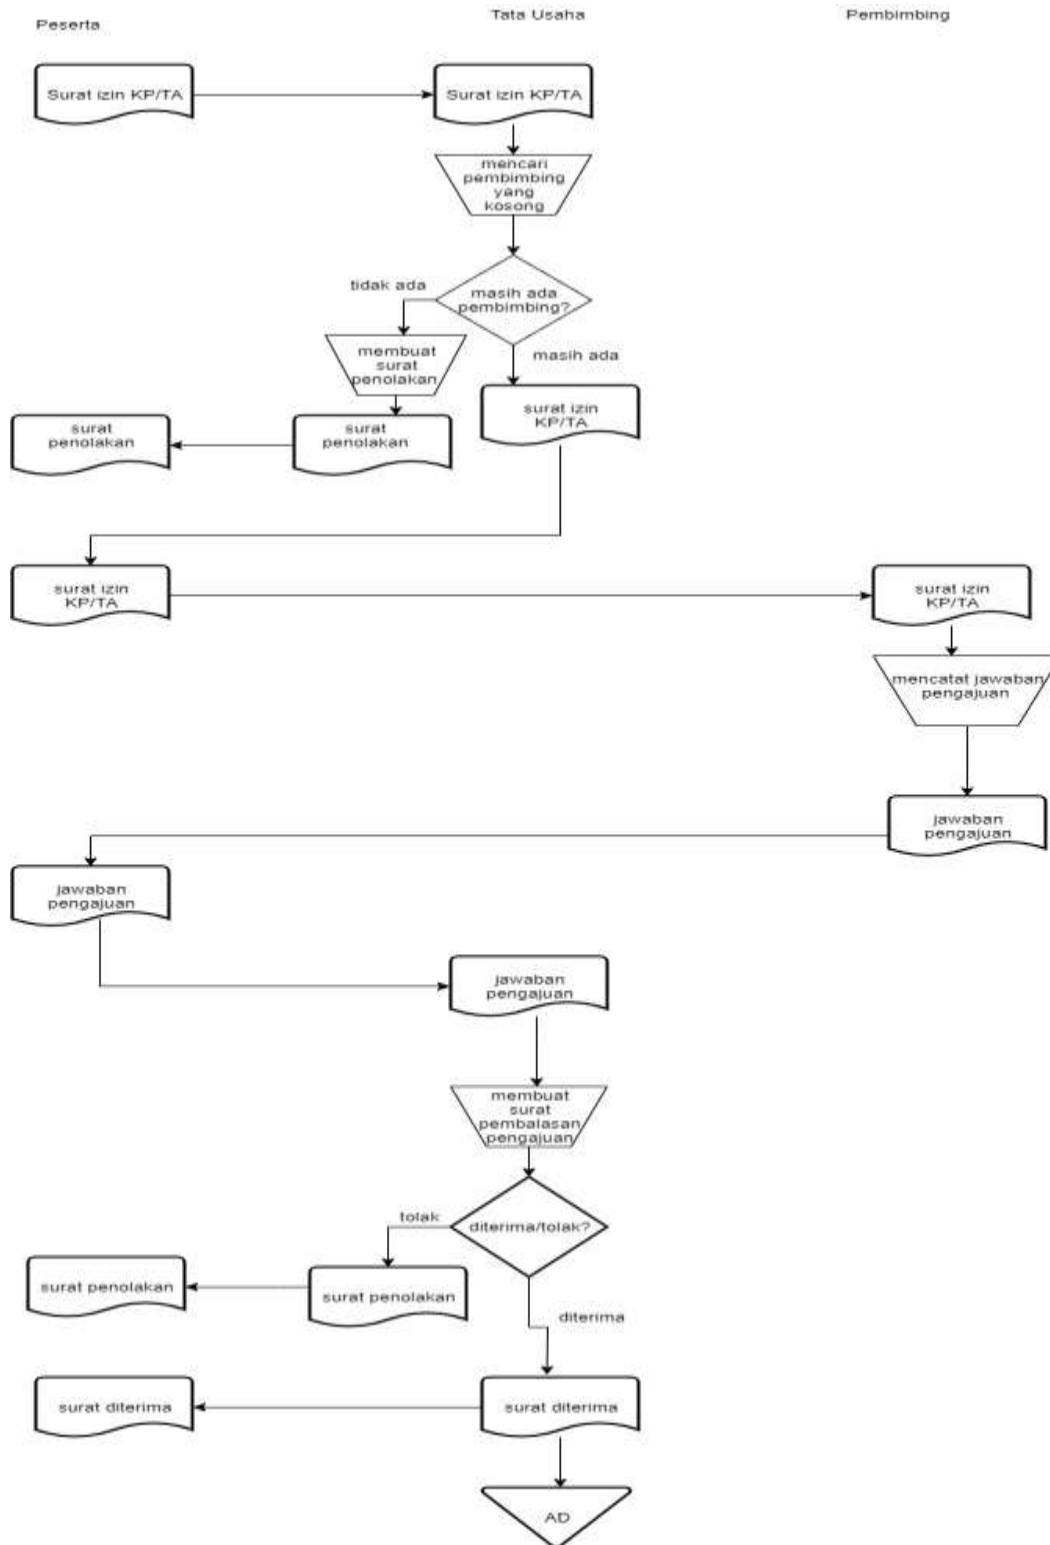 Peserta
Tata Usaha
Pembimbing
Surat izin KP/TA
Surat izin KP/TA
mencari
pembimbing
yang
kosong
tidak ada
masih ada
pembimbing?
membuat
surat
penolakan
masih ada
surat izin
KP/TA
surat
penolakan
surat
penolakan
surat izin
KP/TA
surat izin
KP/TA
mencatat jawaban
pengajuan
jawaban
pengajuan
jawaban
pengajuan
jawaban
pengajuan
membuat
surat
pembalasan
pengajuan
tolak
diterima/tolak?
surat penolakan
surat penolakan
diterima
surat diterima
surat diterima
AD